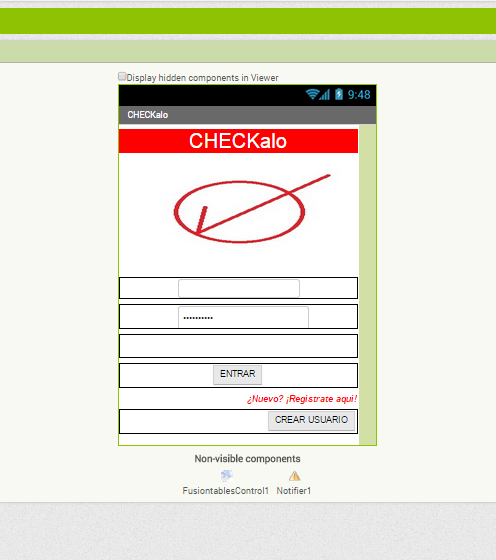 Display hidden components in Viewer
9:48
CHECKalo
CHECKalo
••••••••••
ENTRAR
¿Nuevo? ¡Registrate aqui!
CREAR USUARIO
Non-visible components
FusiontablesControl1 Notifier1